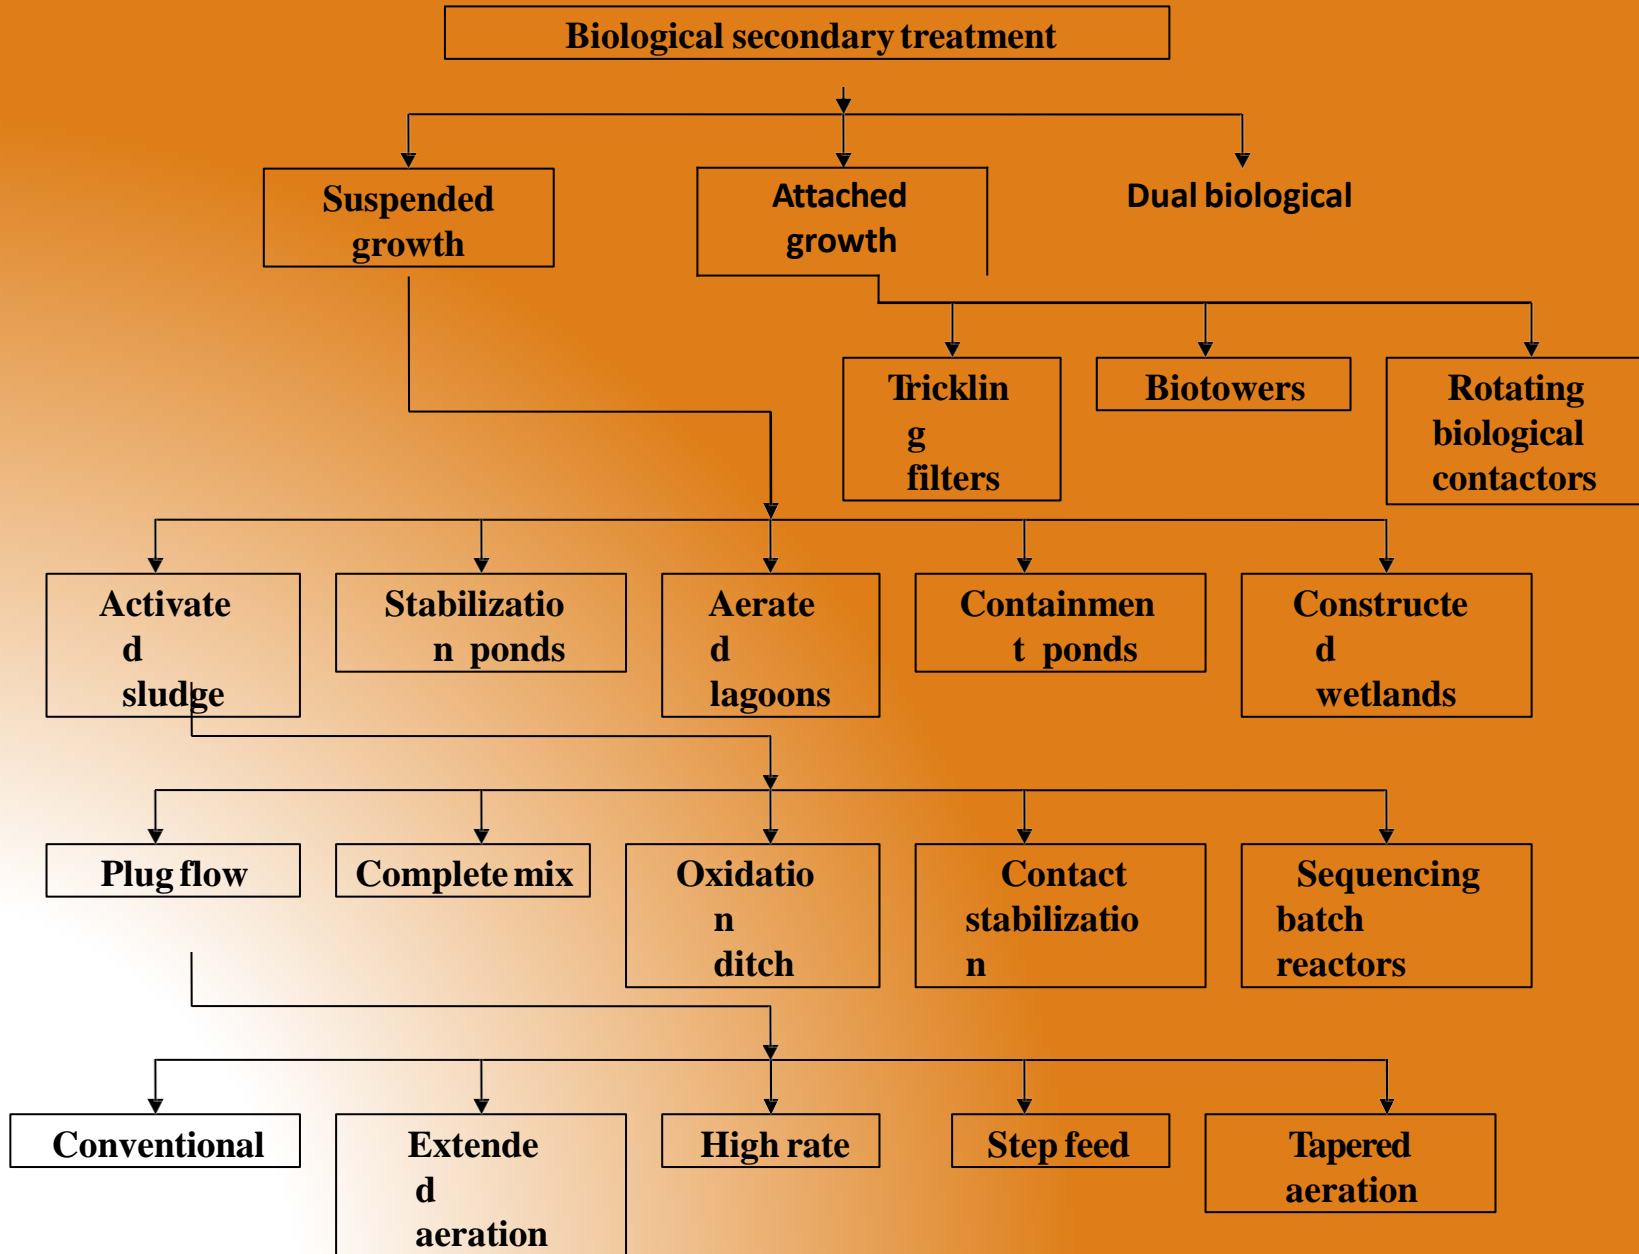 Biological secondary treatment
Suspended
growth
Attached
growth
Dual biological
Tricklin
g
filters
Biotowers
Rotating
biological
contactors
Activate
d
sludge
Stabilizatio
n ponds
Aerate
d
lagoons
Containmen
t ponds
Constructe
d
wetlands
Plug flow
Complete mix
Oxidatio
n
ditch
Contact
stabilizatio
n
Sequencing
batch
reactors
Conventional
Extende
d
aeration
High rate
Step feed
Tapered
aeration